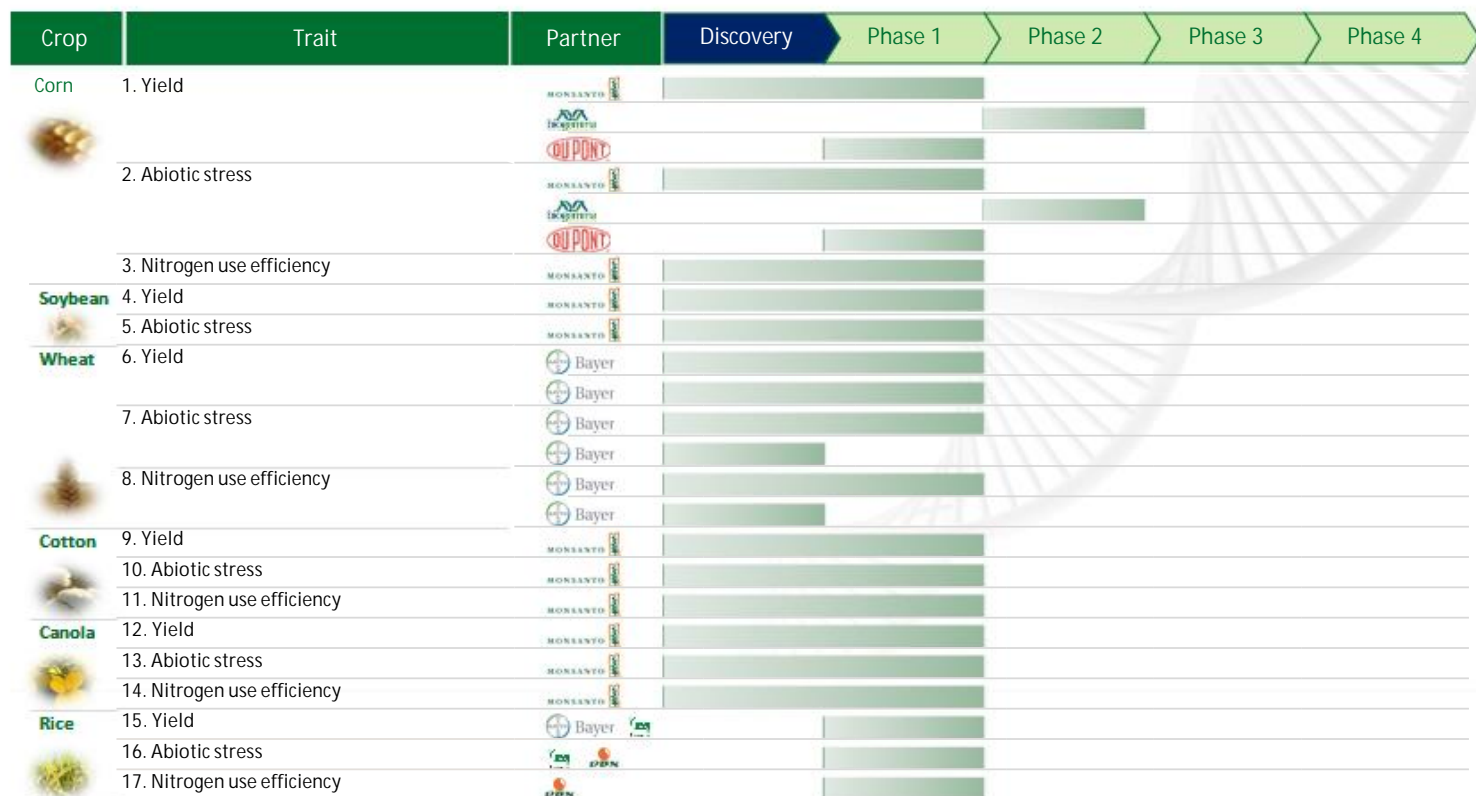 Crop Trait Partner Discovery Phase 1 Phase 2 Phase 3 Phase 4
Corn 1. Yield MONSANTO
biogemma
DUPONT
2. Abiotic stress MONSANTO
biogemma
DUPONT
3. Nitrogen use efficiency MONSANTO
Soybean 4. Yield MONSANTO
5. Abiotic stress MONSANTO
Wheat 6. Yield Bayer
Bayer
7. Abiotic stress Bayer
Bayer
8. Nitrogen use efficiency Bayer
Bayer
Cotton 9. Yield MONSANTO
10. Abiotic stress MONSANTO
11. Nitrogen use efficiency MONSANTO
Canola 12. Yield MONSANTO
13. Abiotic stress MONSANTO
14. Nitrogen use efficiency MONSANTO
Rice 15. Yield Bayer
16. Abiotic stress
17. Nitrogen use efficiency